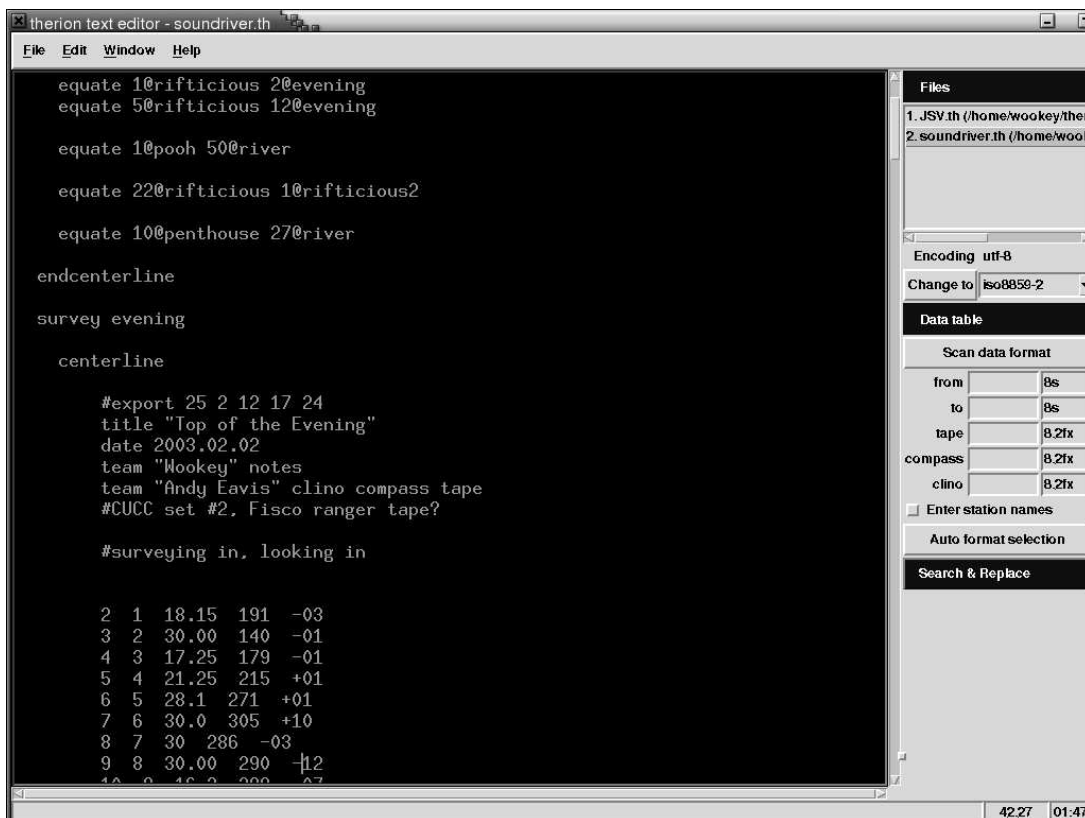 therion text editor - soundriver.th
File Edit Window Help
equate 1@rifticious 2@evening
equate 5@rifticious 12@evening
equate 10@pooh 50@river
equate 22@rifticious 1@rifticious2
equate 10@penthouse 27@river
endcenterline
survey evening
centerline
#export 25 2 12 17 24
title "Top of the Evening"
date 2003.02.02
team "Wookey" notes
team "Andy Eavis" clino compass tape
#CUCC set #2, Fisco ranger tape?
#surveying in, looking in
2 1 18.15 191 -03
3 2 30.00 140 -01
4 3 17.25 179 -01
5 4 21.25 215 +01
6 5 28.1 271 +01
7 6 30.0 305 +10
8 7 30 286 -03
9 8 30.00 290 -12
Files
1. JSV.th (/home/wookey/the
2. soundriver.th (/home/woo
Encoding utf-8
Change to iso8859-2
Data table
Scan data format
from 8s
to 8s
tape 8.2fx
compass 8.2fx
clino 8.2fx
Enter station names
Auto format selection
Search & Replace
42.27 01:47